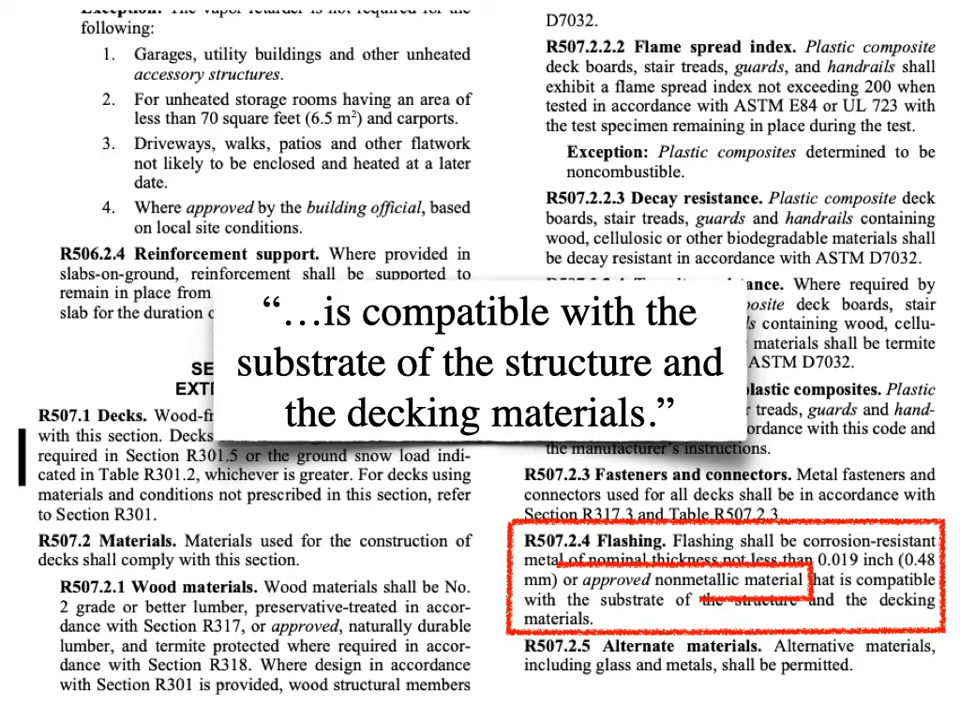 following:
1. Garages, utility buildings and other unheated
accessory structures.
2. For unheated storage rooms having an area of
less than 70 square feet (6.5 m²) and carports.
3. Driveways, walks, patios and other flatwork
not likely to be enclosed and heated at a later
date.
4. Where approved by the building official, based
on local site conditions.
R506.2.4 Reinforcement support. Where provided in
slabs-on-ground, reinforcement shall be supported to
remain in place from
slab for the duration
R507.1 Decks.
with this section. Decks
required in Section R301.5 or the ground snow load indi-
cated in Table R301.2, whichever is greater. For decks using
materials and conditions not prescribed in this section, refer
to Section R301.
R507.2 Materials. Materials used for the construction of
decks shall comply with this section.
R507.2.1 Wood materials. Wood materials shall be No.
2 grade or better lumber, preservative-treated in accor-
dance with Section R317, or approved, naturally durable
lumber, and termite protected where required in accor-
dance with Section R318. Where design in accordance
with Section R301 is provided, wood structural members
“…is compatible with the
substrate of the structure and
the decking materials.”
D7032.
R507.2.2.2 Flame spread index. Plastic composite
deck boards, stair treads, guards, and handrails shall
exhibit a flame spread index not exceeding 200 when
tested in accordance with ASTM E84 or UL 723 with
the test specimen remaining in place during the test.
Exception: Plastic composites determined to be
noncombustible.
R507.2.2.3 Decay resistance. Plastic composite deck
boards, stair treads, guards and handrails containing
wood, cellulosic or other biodegradable materials shall
be decay resistant in accordance with ASTM D7032.
Where required by
deck boards, stair
containing wood, cellu-
materials shall be termite
ASTM D7032.
plastic composites. Plastic
treads, guards and hand-
accordance with this code and
the manufacturer’s instructions.
R507.2.3 Fasteners and connectors. Metal fasteners and
connectors used for all decks shall be in accordance with
Section R317.3 and Table R507.2.3.
R507.2.4 Flashing. Flashing shall be corrosion-resistant
metal of nominal thickness not less than 0.019 inch (0.48
mm) or approved nonmetallic material that is compatible
with the substrate of the structure and the decking
materials.
R507.2.5 Alternate materials. Alternative materials,
including glass and metals, shall be permitted.